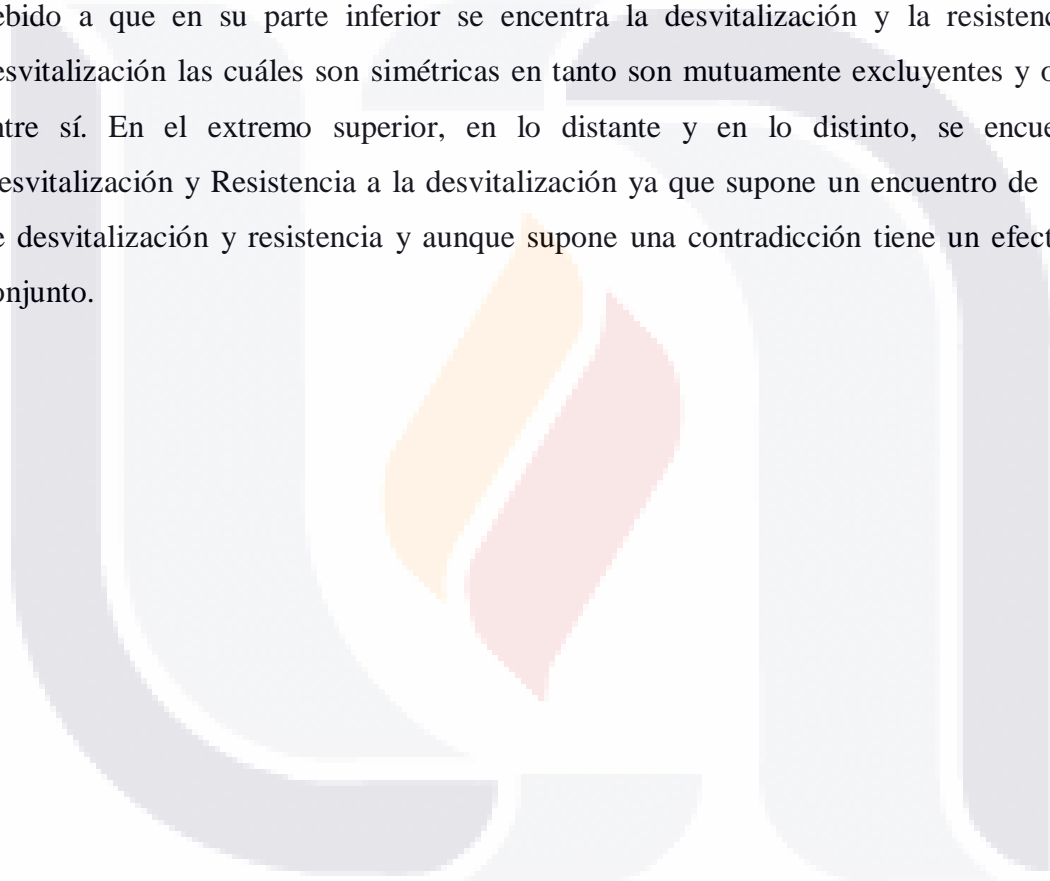 ebido a que en su parte inferior se encentra la desvitalización y la resistenc
esvitalización las cuáles son simétricas en tanto son mutuamente excluyentes y o
ntre sí. En el extremo superior, en lo distante y en lo distinto, se encue
esvitalización y Resistencia a la desvitalización ya que supone un encuentro de
e desvitalización y resistencia y aunque supone una contradicción tiene un efect
onjunto.